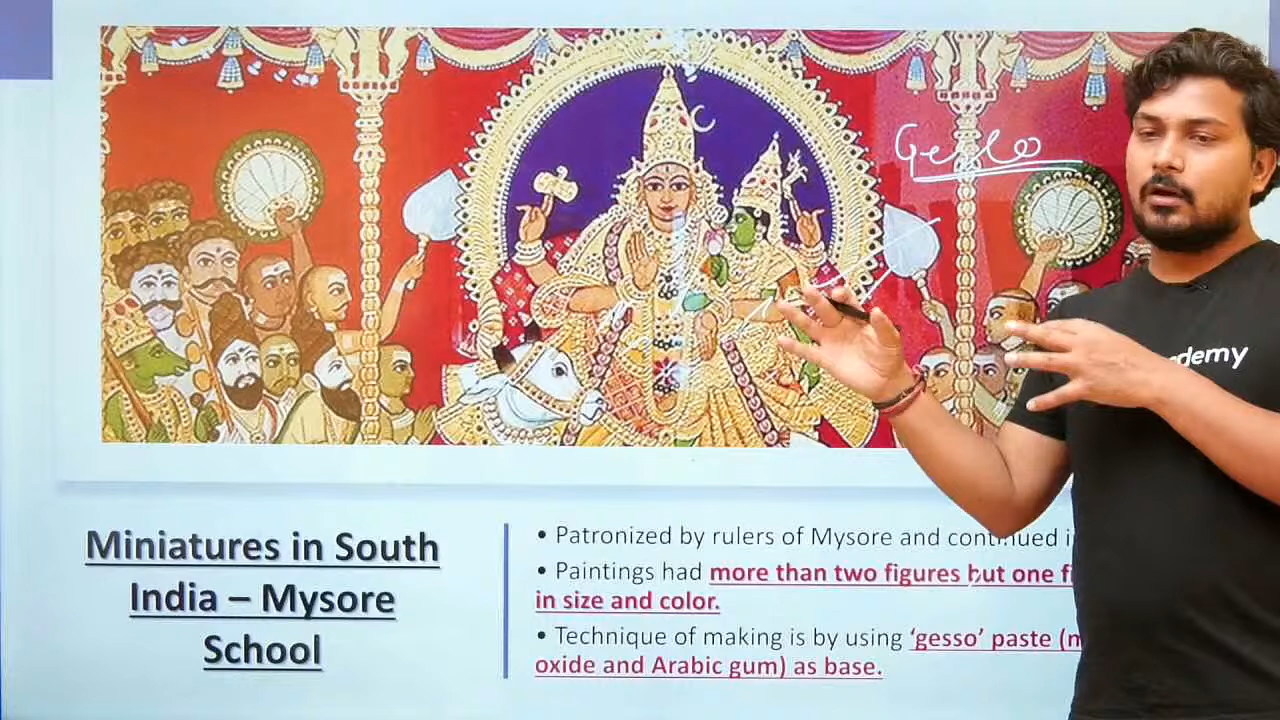 Gesso
ademy
Miniatures in South
India – Mysore
School
• Patronized by rulers of Mysore and continued
• Paintings had more than two figures but one
in size and color.
• Technique of making is by using ‘gesso’ paste
oxide and Arabic gum) as base.